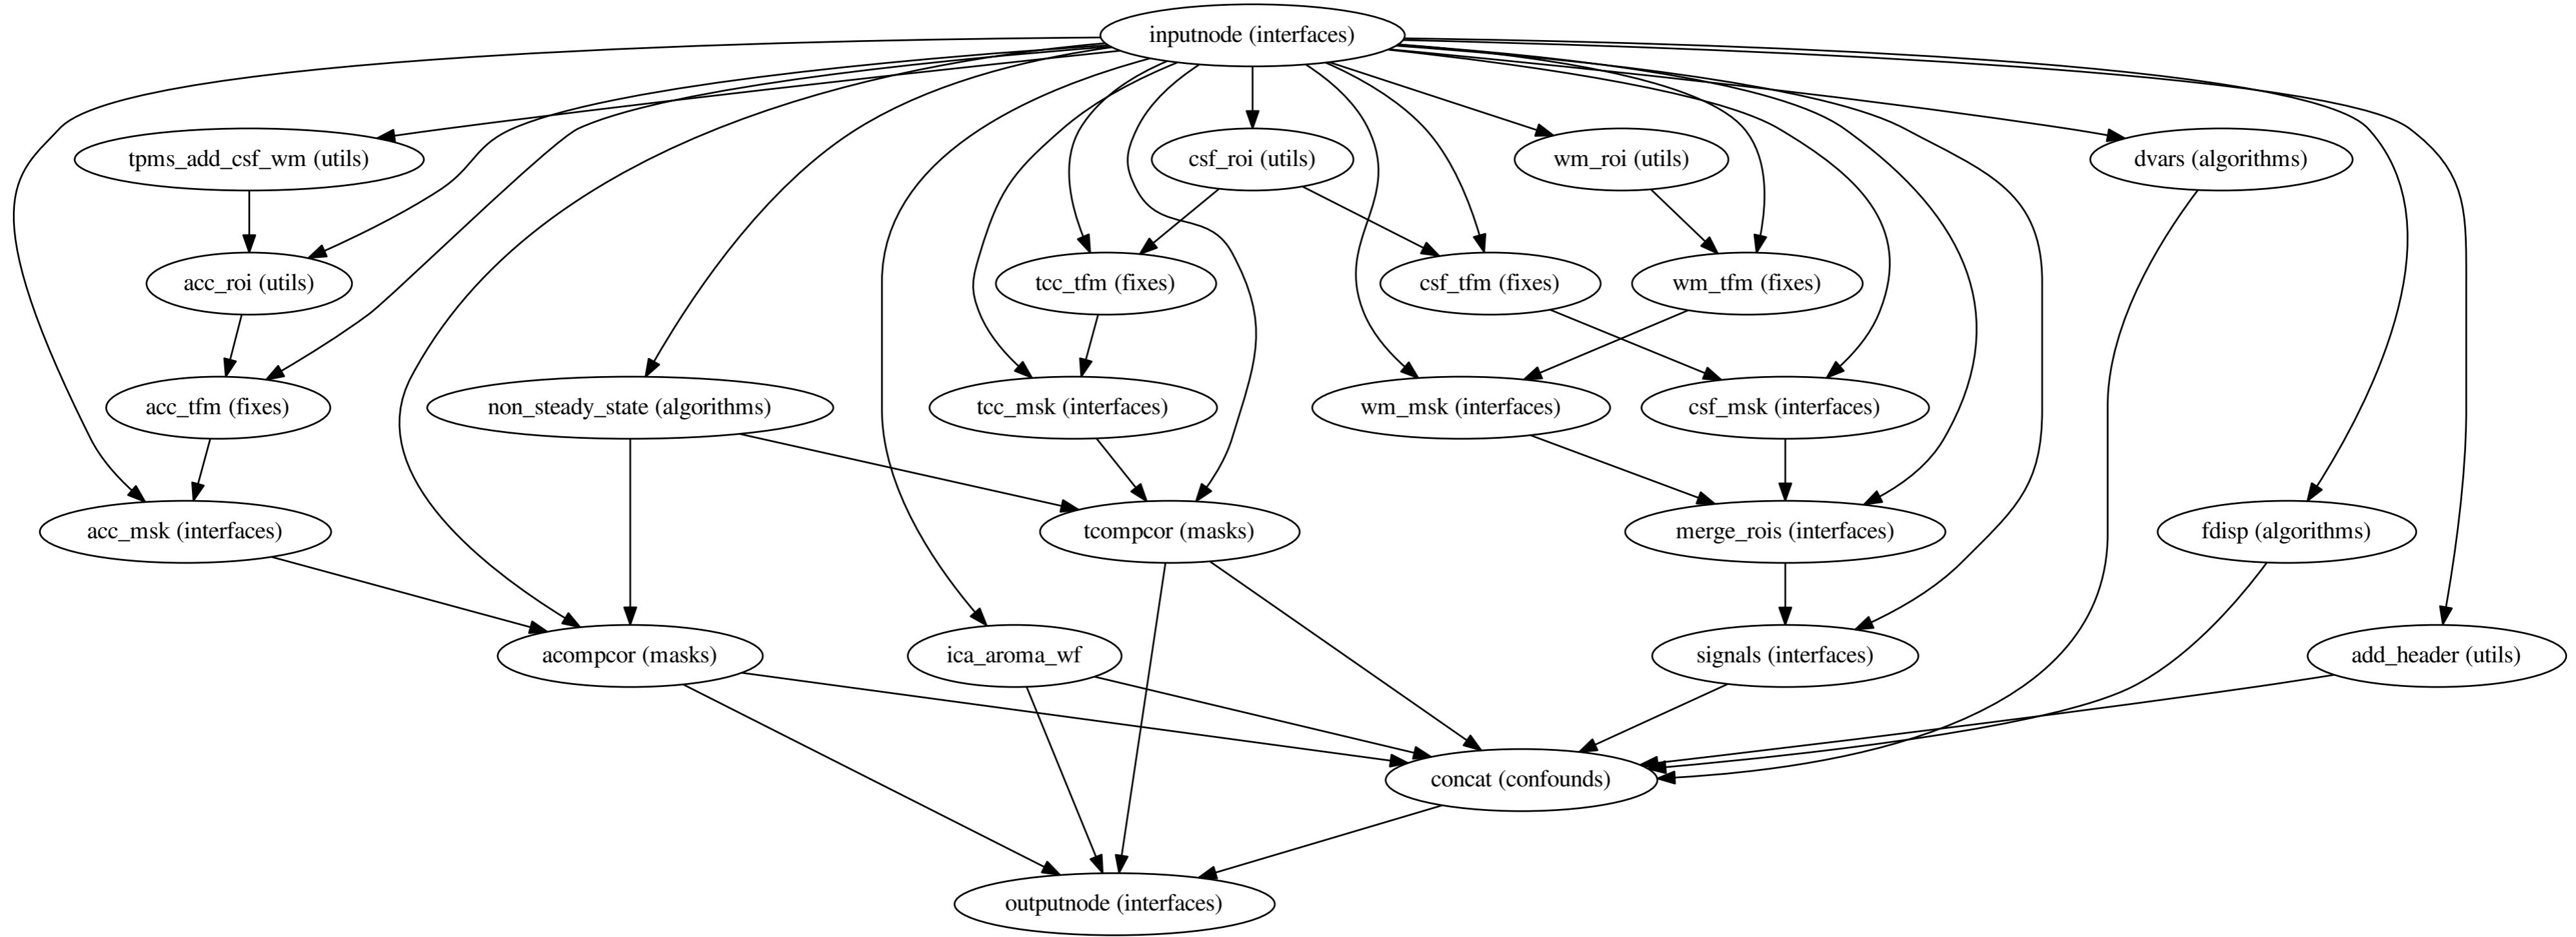 inputnode (interfaces)
tpms_add_csf_wm (utils)
csf_roi (utils)
wm_roi (utils)
dvars (algorithms)
acc_roi (utils)
tcc_tfm (fixes)
csf_tfm (fixes)
wm_tfm (fixes)
acc_tfm (fixes)
non_steady_state (algorithms)
tcc_msk (interfaces)
wm_msk (interfaces)
csf_msk (interfaces)
acc_msk (interfaces)
tcompcor (masks)
merge_rois (interfaces)
fdisp (algorithms)
acompcor (masks)
ica_aroma_wf
signals (interfaces)
add_header (utils)
concat (confounds)
outputnode (interfaces)